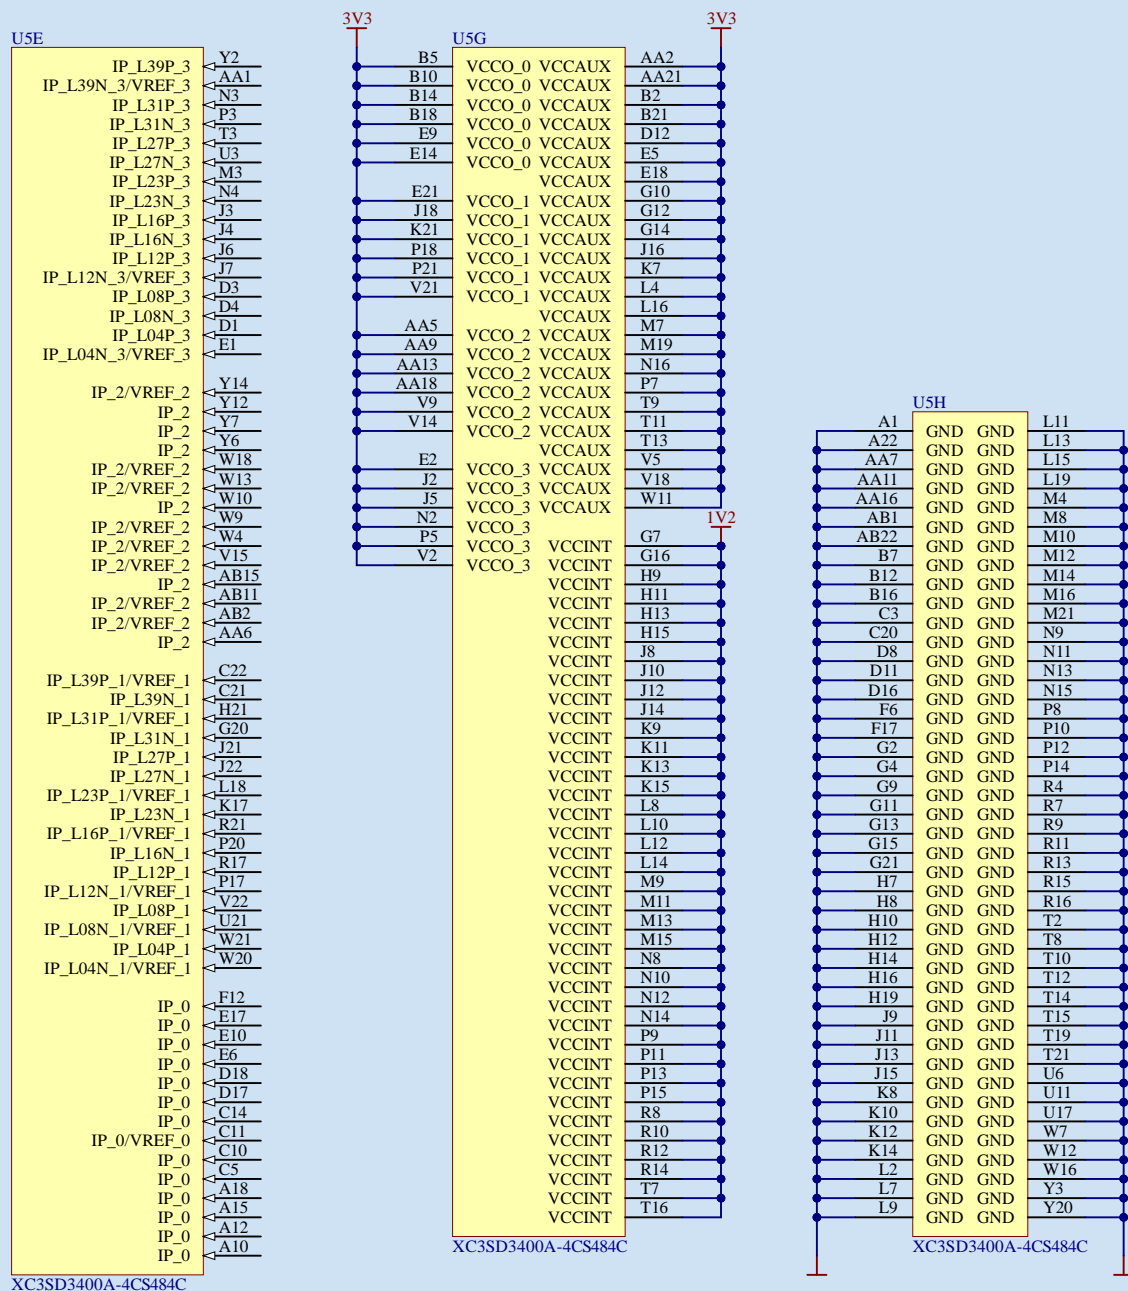 U5E
IP_L39P_3 Y2
IP_L39N_3/VREF_3 AA1
IP_L31P_3 N3
IP_L31N_3 P3
IP_L27P_3 T3
IP_L27N_3 U3
IP_L23P_3 M3
IP_L23N_3 N4
IP_L16P_3 J3
IP_L16N_3 J4
IP_L12P_3 J6
IP_L12N_3/VREF_3 J7
IP_L08P_3 D3
IP_L08N_3 D4
IP_L04P_3 D1
IP_L04N_3/VREF_3 E1
IP_2/VREF_2 Y14
IP_2 Y12
IP_2 Y7
IP_2 Y6
IP_2/VREF_2 W18
IP_2/VREF_2 W13
IP_2 W10
IP_2/VREF_2 W9
IP_2/VREF_2 W4
IP_2/VREF_2 V15
IP_2 AB15
IP_2/VREF_2 AB11
IP_2/VREF_2 AB2
IP_2 AA6
IP_L39P_1/VREF_1 C22
IP_L39N_1 C21
IP_L31P_1/VREF_1 H21
IP_L31N_1 G20
IP_L27P_1 J21
IP_L27N_1 J22
IP_L23P_1/VREF_1 L18
IP_L23N_1 K17
IP_L16P_1/VREF_1 R21
IP_L16N_1 P20
IP_L12P_1 R17
IP_L12N_1/VREF_1 P17
IP_L08P_1 V22
IP_L08N_1/VREF_1 U21
IP_L04P_1 W21
IP_L04N_1/VREF_1 W20
IP_0 F12
IP_0 E17
IP_0 E10
IP_0 E6
IP_0 D18
IP_0 D17
IP_0 C14
IP_0/VREF_0 C11
IP_0 C10
IP_0 C5
IP_0 A18
IP_0 A15
IP_0 A12
IP_0 A10
XC3SD3400A-4CS484C
3V3 3V3
U5G
B5 VCCO_0 VCCAUX AA2
B10 VCCO_0 VCCAUX AA21
B14 VCCO_0 VCCAUX B2
B18 VCCO_0 VCCAUX B21
E9 VCCO_0 VCCAUX D12
E14 VCCO_0 VCCAUX E5
VCCAUX E18
E21 VCCO_1 VCCAUX G10
J18 VCCO_1 VCCAUX G12
K21 VCCO_1 VCCAUX G14
P18 VCCO_1 VCCAUX J16
P21 VCCO_1 VCCAUX K7
V21 VCCO_1 VCCAUX L4
VCCAUX L16
AA5 VCCO_2 VCCAUX M7
AA9 VCCO_2 VCCAUX M19
AA13 VCCO_2 VCCAUX N16
AA18 VCCO_2 VCCAUX P7
V9 VCCO_2 VCCAUX T9
V14 VCCO_2 VCCAUX T11
VCCAUX T13
E2 VCCO_3 VCCAUX V5
J2 VCCO_3 VCCAUX V18
J5 VCCO_3 VCCAUX W11
N2 VCCO_3 1V2
P5 VCCO_3 VCCINT G7
V2 VCCO_3 VCCINT G16
VCCINT H9
VCCINT H11
VCCINT H13
VCCINT H15
VCCINT J8
VCCINT J10
VCCINT J12
VCCINT J14
VCCINT K9
VCCINT K11
VCCINT K13
VCCINT K15
VCCINT L8
VCCINT L10
VCCINT L12
VCCINT L14
VCCINT M9
VCCINT M11
VCCINT M13
VCCINT M15
VCCINT N8
VCCINT N10
VCCINT N12
VCCINT N14
VCCINT P9
VCCINT P11
VCCINT P13
VCCINT P15
VCCINT R8
VCCINT R10
VCCINT R12
VCCINT R14
VCCINT T7
VCCINT T16
XC3SD3400A-4CS484C
U5H
A1 GND GND L11
A22 GND GND L13
AA7 GND GND L15
AA11 GND GND L19
AA16 GND GND M4
AB1 GND GND M8
AB22 GND GND M10
B7 GND GND M12
B12 GND GND M14
B16 GND GND M16
C3 GND GND M21
C20 GND GND N9
D8 GND GND N11
D11 GND GND N13
D16 GND GND N15
F6 GND GND P8
F17 GND GND P10
G2 GND GND P12
G4 GND GND P14
G9 GND GND R4
G11 GND GND R7
G13 GND GND R9
G15 GND GND R11
G21 GND GND R13
H7 GND GND R15
H8 GND GND R16
H10 GND GND T2
H12 GND GND T8
H14 GND GND T10
H16 GND GND T12
H19 GND GND T14
J9 GND GND T15
J11 GND GND T19
J13 GND GND T21
J15 GND GND U6
K8 GND GND U11
K10 GND GND U17
K12 GND GND W7
K14 GND GND W12
L2 GND GND W16
L7 GND GND Y3
L9 GND GND Y20
XC3SD3400A-4CS484C